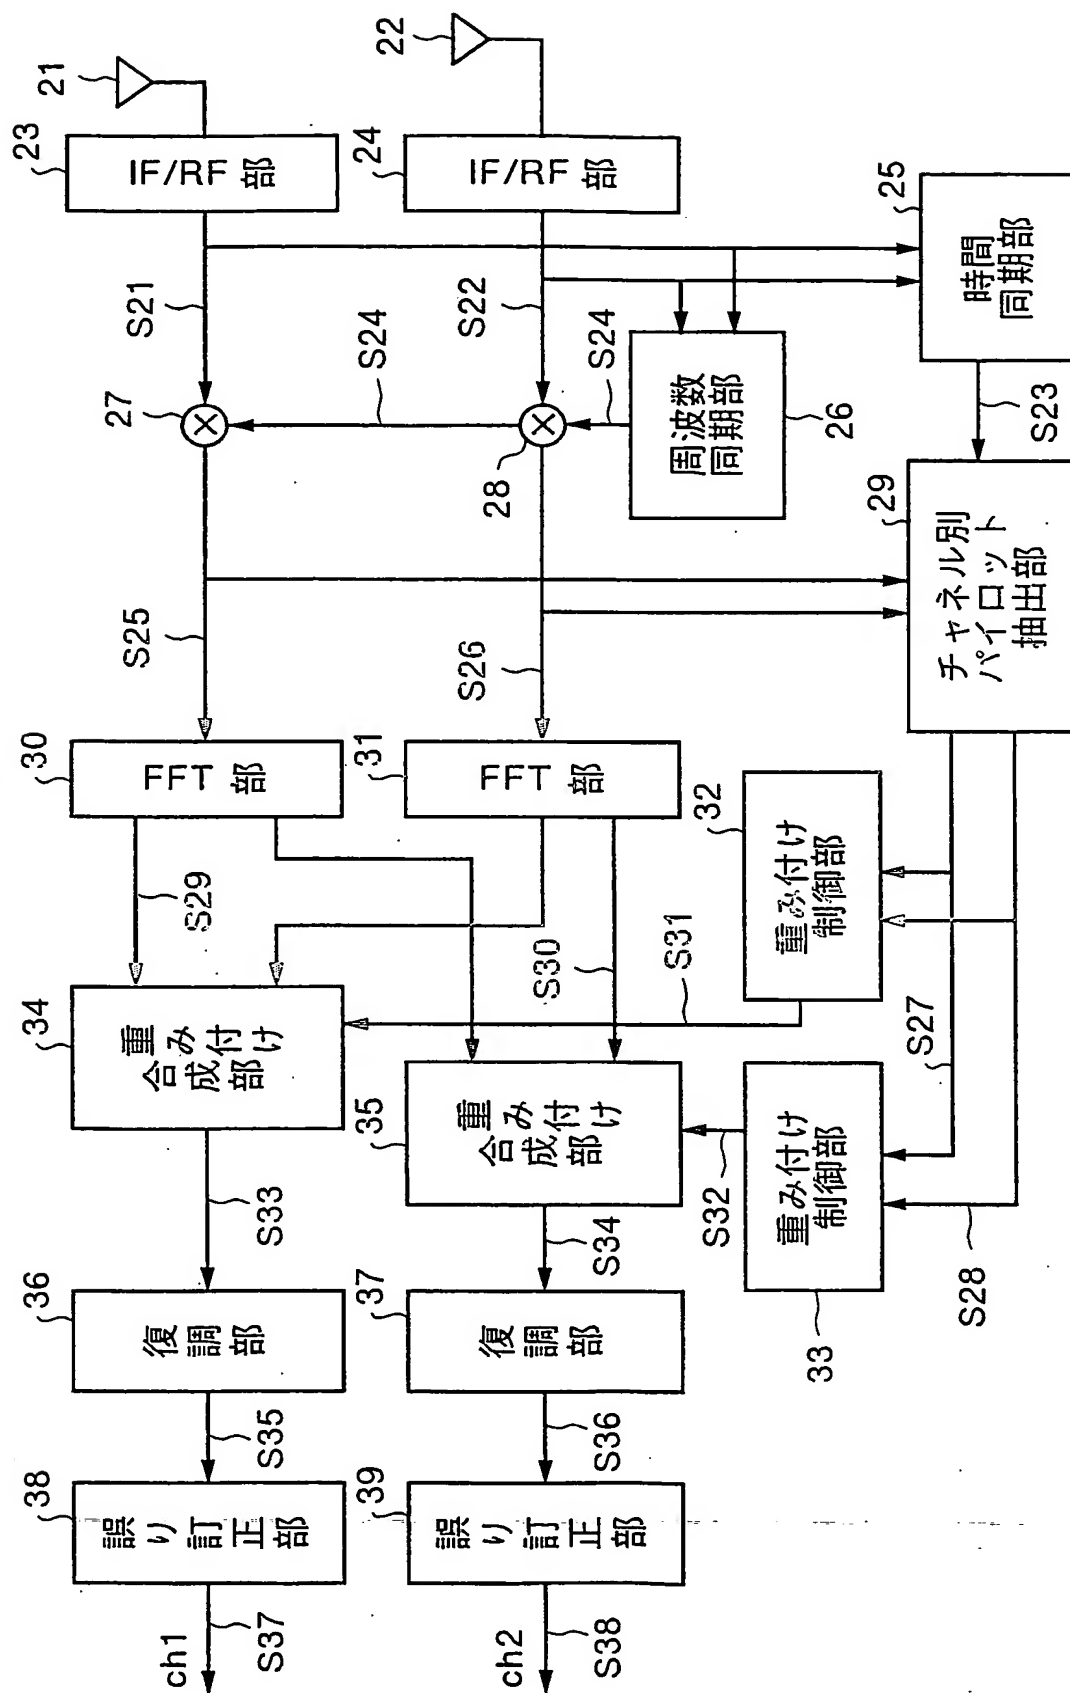 21
22
23
IF/RF 部
24
IF/RF 部
25
時間
同期部
S21
S22
S24
S24
27
28
周波数
同期部
26
S23
29
チャネル別
パイロット
抽出部
S25
S26
30
FFT 部
31
FFT 部
32
重み付け
制御部
S29
S30
S31
S27
34
重み付け
合成部
35
重み付け
合成部
S32
重み付け
制御部
33
S28
S33
S34
36
復調部
37
復調部
S35
S36
38
誤り訂正部
39
誤り訂正部
ch1
S37
ch2
S38